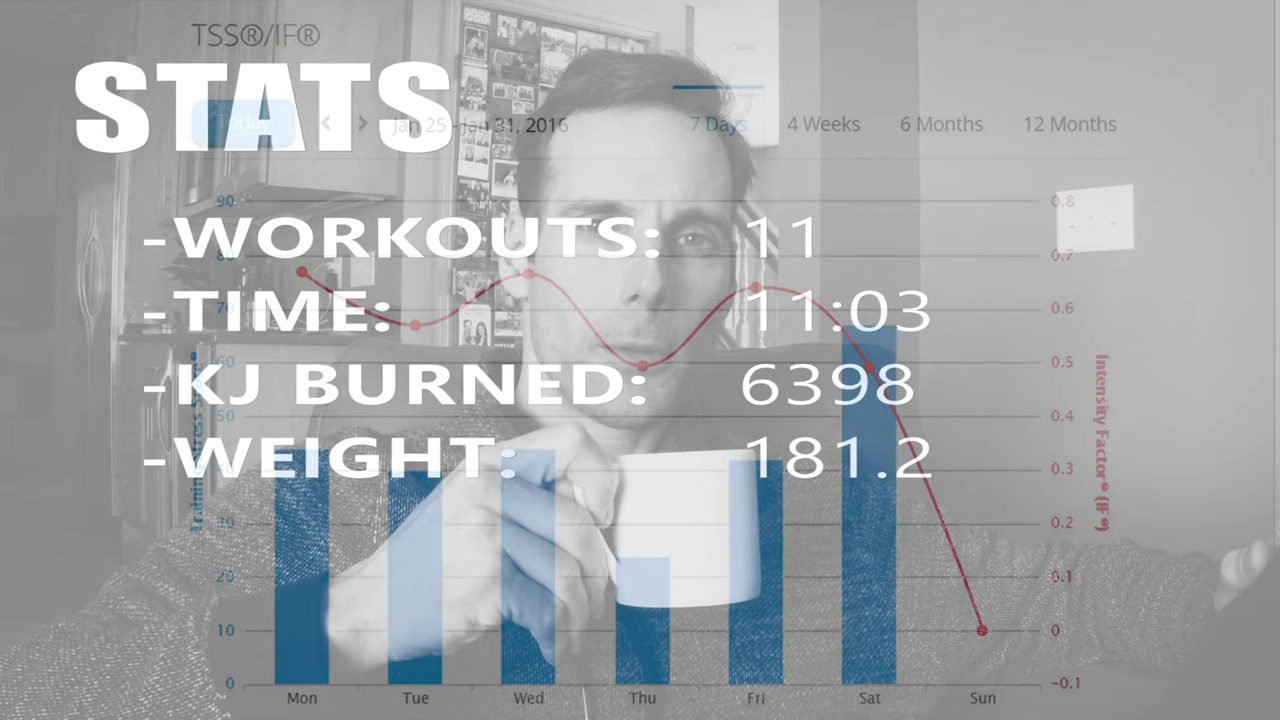 TSS®/IF®
STATS
Today
Jan 25 - Jan 31, 2016
7 Days
4 Weeks
6 Months
12 Months
90
80
70
60
50
40
30
20
10
0
0.8
0.7
0.6
0.5
0.4
0.3
0.2
0.1
0
-0.1
-WORKOUTS: 11
-TIME: 11:03
-KJ BURNED: 6398
-WEIGHT: 181.2
Intensity Factor® (IF®)
Mon Tue Wed Thu Fri Sat Sun